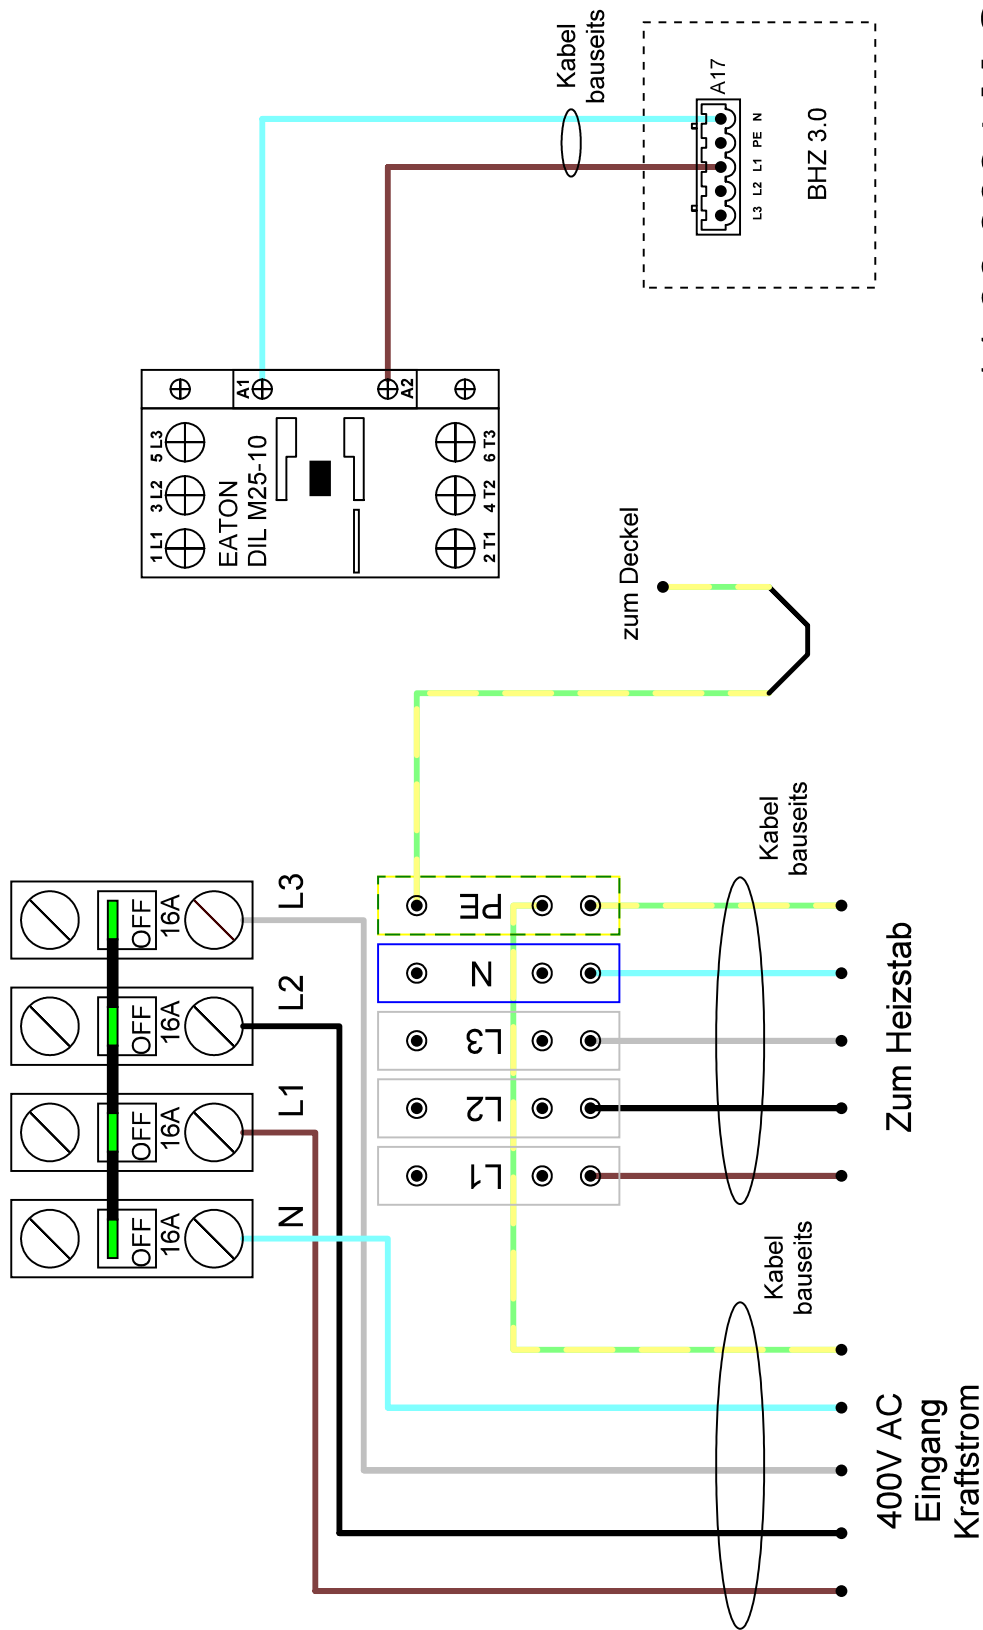 Kabel
bauseits
A17
L3 L2 L1 PE N
BHZ 3.0
A1
A2
5 L3
3 L2
1 L1
EATON
DIL M25-10
6 T3
4 T2
2 T1
zum Deckel
OFF
16A
L3
OFF
16A
L2
OFF
16A
L1
OFF
16A
N
PE
N
L3
L2
L1
Kabel
bauseits
Zum Heizstab
Kabel
bauseits
400V AC
Eingang
Kraftstrom